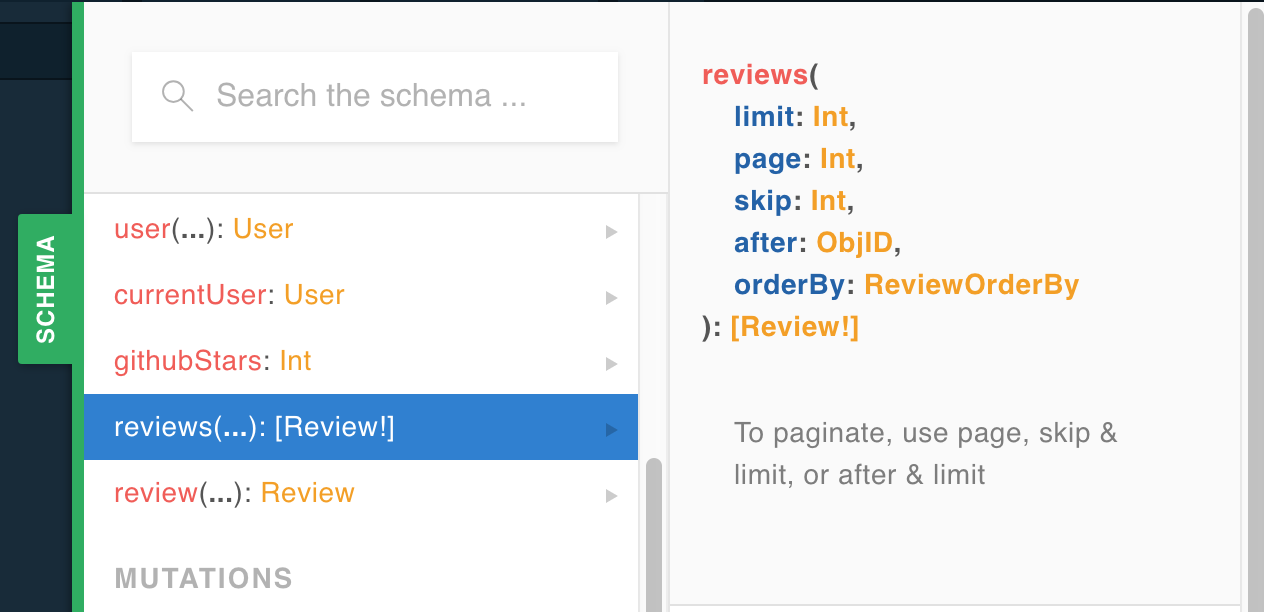 SCHEMA
Search the schema ...
user(...): User
currentUser: User
githubStars: Int
reviews(...): [Review!]
review(...): Review
MUTATIONS
reviews(
limit: Int,
page: Int,
skip: Int,
after: ObjID,
orderBy: ReviewOrderBy
): [Review!]
To paginate, use page, skip &
limit, or after & limit